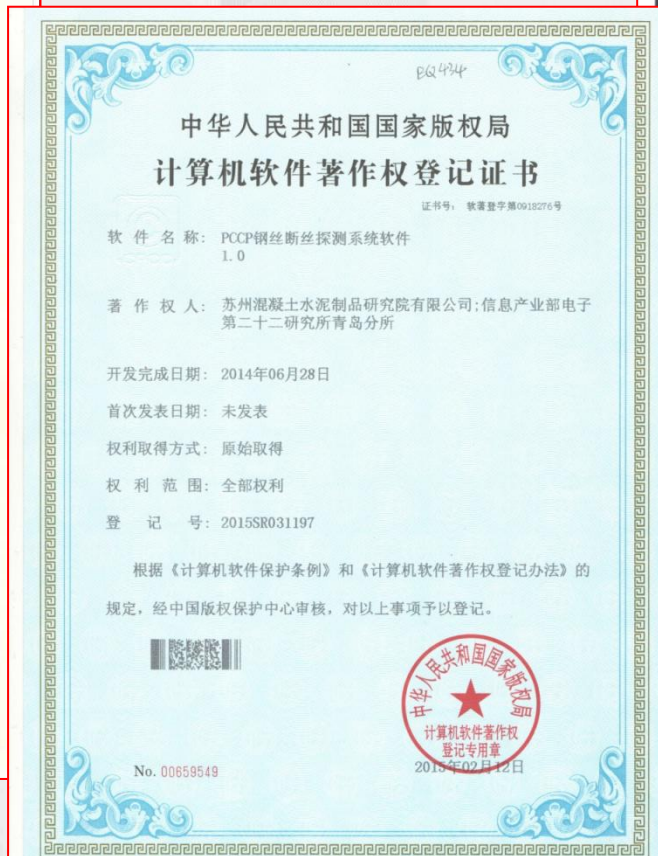 BQ434
中华人民共和国国家版权局
计算机软件著作权登记证书
证书号: 软著登字第0918276号
软件名称: PCCP钢丝断丝探测系统软件
1.0
著作权人: 苏州混凝土水泥制品研究院有限公司;信息产业部电子
第二十二研究所青岛分所
开发完成日期: 2014年06月28日
首次发表日期: 未发表
权利取得方式: 原始取得
权利范围: 全部权利
登记号: 2015SR031197
根据《计算机软件保护条例》和《计算机软件著作权登记办法》的
规定，经中国版权保护中心审核，对以上事项予以登记。
中华人民共和国国家版权局
计算机软件著作权
登记专用章
No. 00659549
2015年02月12日